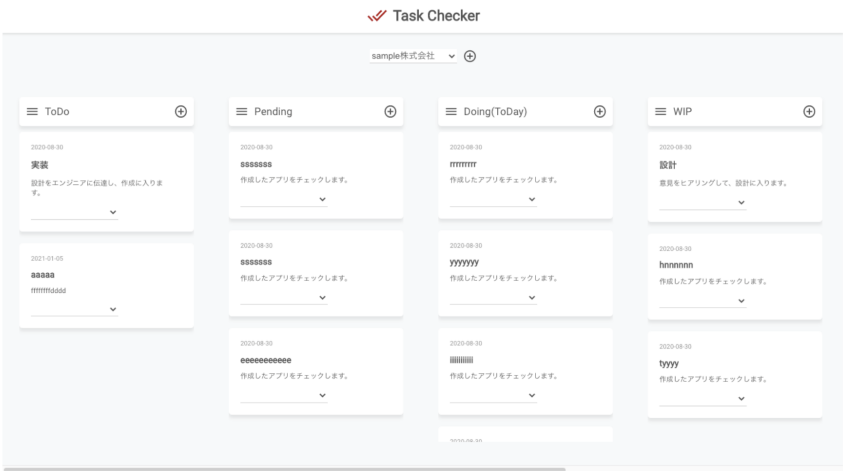 Task Checker
sample株式会社
ToDo
2020-08-30
実装
設計をエンジニアに伝達し、作成に入りま
す。
2021-01-05
aaaaa
ffffffffdddd
Pending
2020-08-30
sssssss
作成したアプリをチェックします。
2020-08-30
sssssss
作成したアプリをチェックします。
2020-08-30
eeeeeeeeeee
作成したアプリをチェックします。
Doing(ToDay)
2020-08-30
rrrrrrrrr
作成したアプリをチェックします。
2020-08-30
yyyyyyy
作成したアプリをチェックします。
2020-08-30
iiiiiiiiiii
作成したアプリをチェックします。
2020-08-30
WIP
2020-08-30
設計
意見をヒアリングして、設計に入ります。
2020-08-30
hnnnnnn
作成したアプリをチェックします。
2020-08-30
tyyyy
作成したアプリをチェックします。